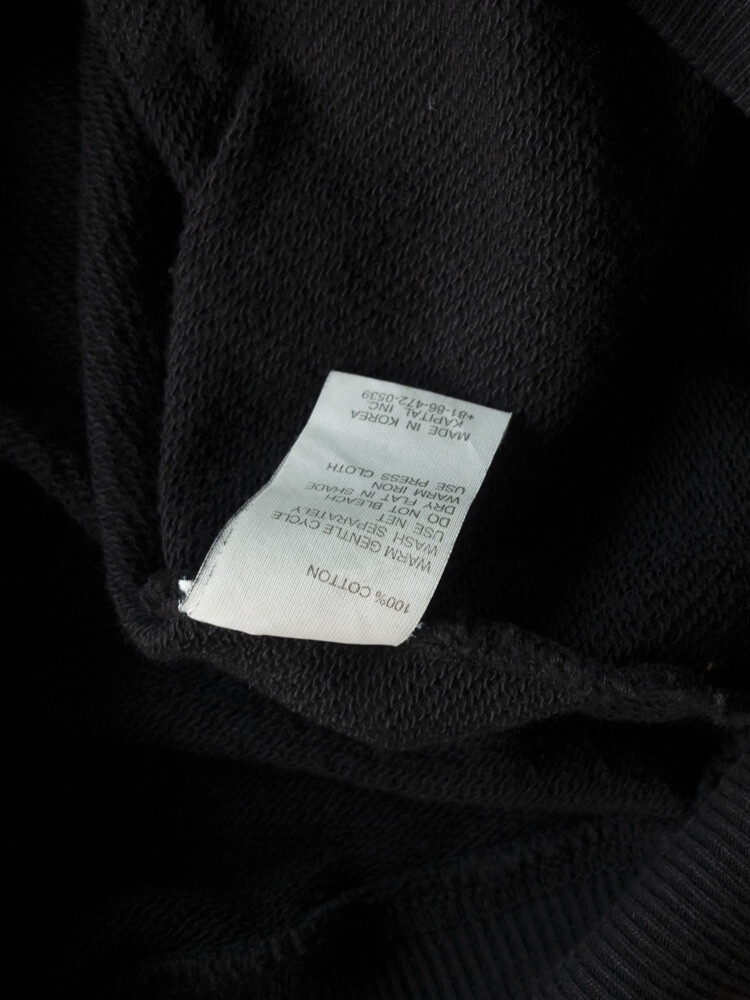 100% COTTON
WARM GENTLE CYCLE
WASH SEPARATELY
USE NET
DO NOT BLEACH
DRY FLAT IN SHADE
WARM IRON
USE PRESS CLOTH
MADE IN KOREA
KAPITAL INC.
+81-86-472-0539